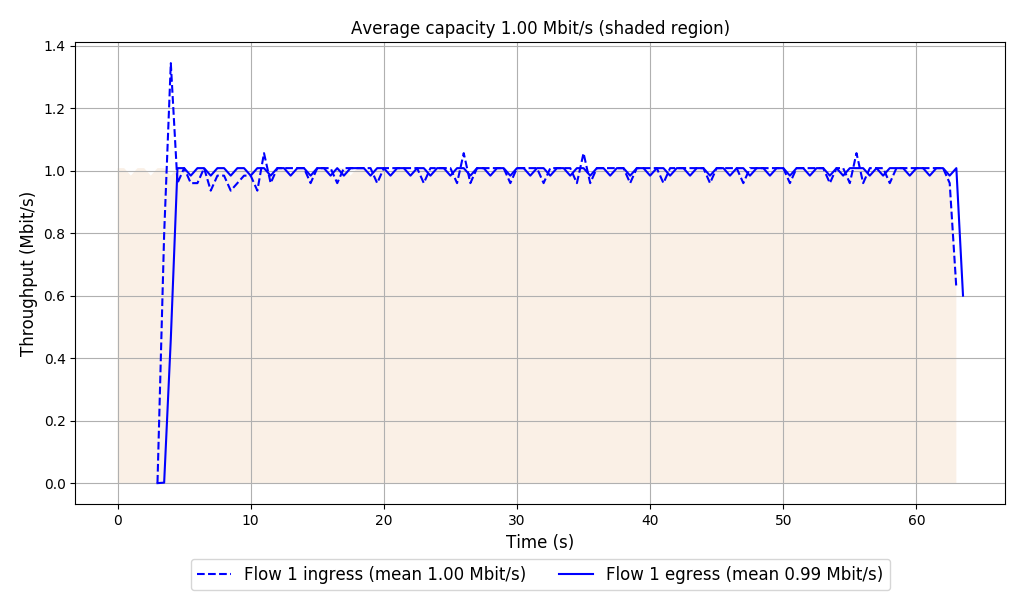 Average capacity 1.00 Mbit/s (shaded region)
1.4
1.2
1.0
0.8
0.6
0.4
0.2
0.0
Throughput (Mbit/s)
0 10 20 30 40 50 60
Time (s)
Flow 1 ingress (mean 1.00 Mbit/s) Flow 1 egress (mean 0.99 Mbit/s)